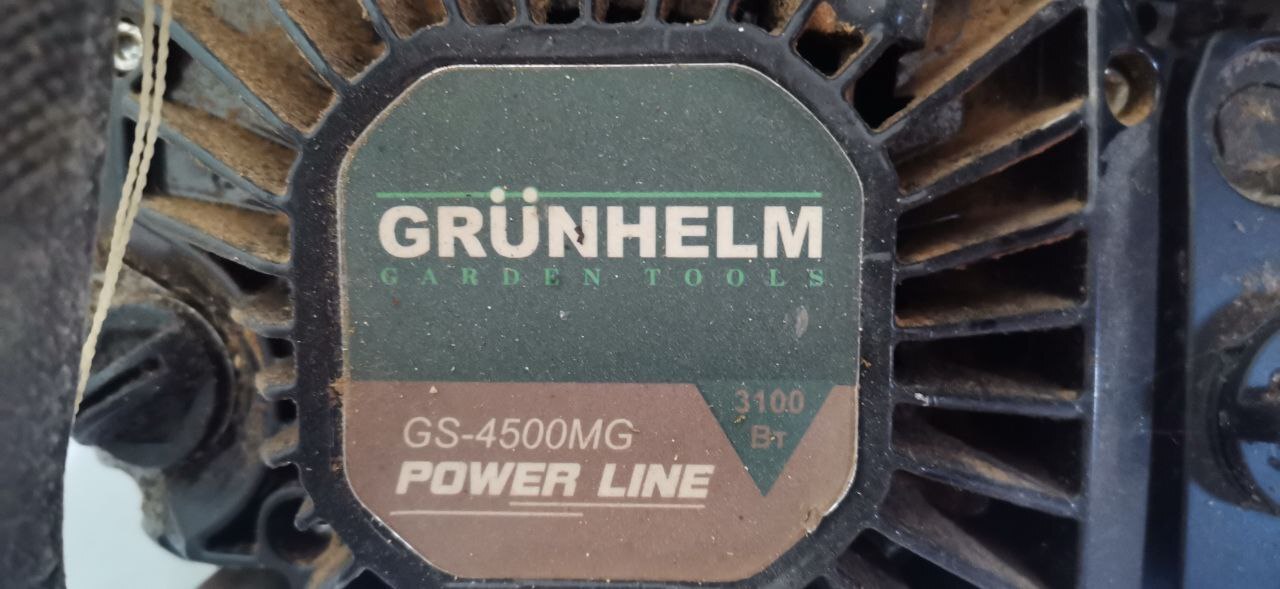 GRÜNHELM
GARDEN TOOLS
3100
Вт
GS-4500MG
POWER LINE